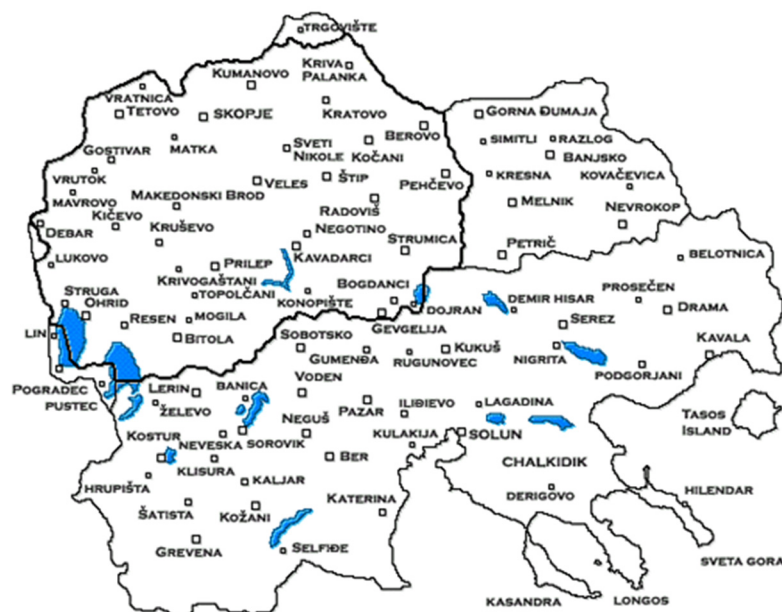 TRGOVIŠTE
KUMANOVO
KRIVA
PALANKA
VRATNICA
TETOVO
SKOPJE
KRATOVO
GORNA ĐUMAJA
BEROVO
MATKA
SVETI
NIKOLE
KOČANI
SIMITLI
RAZLOG
BANJSKO
GOSTIVAR
VRUTOK
VELES
ŠTIP
PEHČEVO
KRESNA
KOVAČEVICA
MAVROVO
MAKEDONSKI BROD
RADOVIŠ
MELNIK
NEVROKOP
KIČEVO
DEBAR
KRUŠEVO
NEGOTINO
STRUMICA
PETRIČ
LUKOVO
PRILEP
KAVADARCI
BELOTNICA
KRIVOGAŠTANI
BOGDANCI
STRUGA
TOPOLČANI
KONOPIŠTE
PROSEČEN
OHRID
DOJRAN
DEMIR HISAR
DRAMA
RESEN
MOGILA
GEVGELIJA
SEREZ
LIN
BITOLA
SOBOTSKO
KUKUŠ
KAVALA
GUMENĐA
RUGUNOVEC
NIGRITA
PODGORJANI
POGRADEC
LERIN
BANICA
VODEN
PUSTEC
ŽELEVO
PAZAR
ILIĐIEVO
LAGADINA
TASOS
ISLAND
NEGUŠ
KOSTUR
NEVESKA
SOROVIK
KULAKIJA
SOLUN
KLISURA
BER
CHALKIDIK
HRUPIŠTA
KALJAR
HILENDAR
DERIGOVO
ŠATISTA
KOŽANI
KATERINA
GREVENA
SELFIĐE
SVETA GORA
KASANDRA
LONGOS